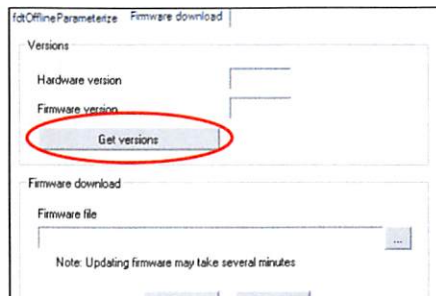 fdtOfflineParameterize Firmware download
Versions
Hardware version
Firmware version
Get versions
Firmware download
Firmware file
...
Note: Updating firmware may take several minutes